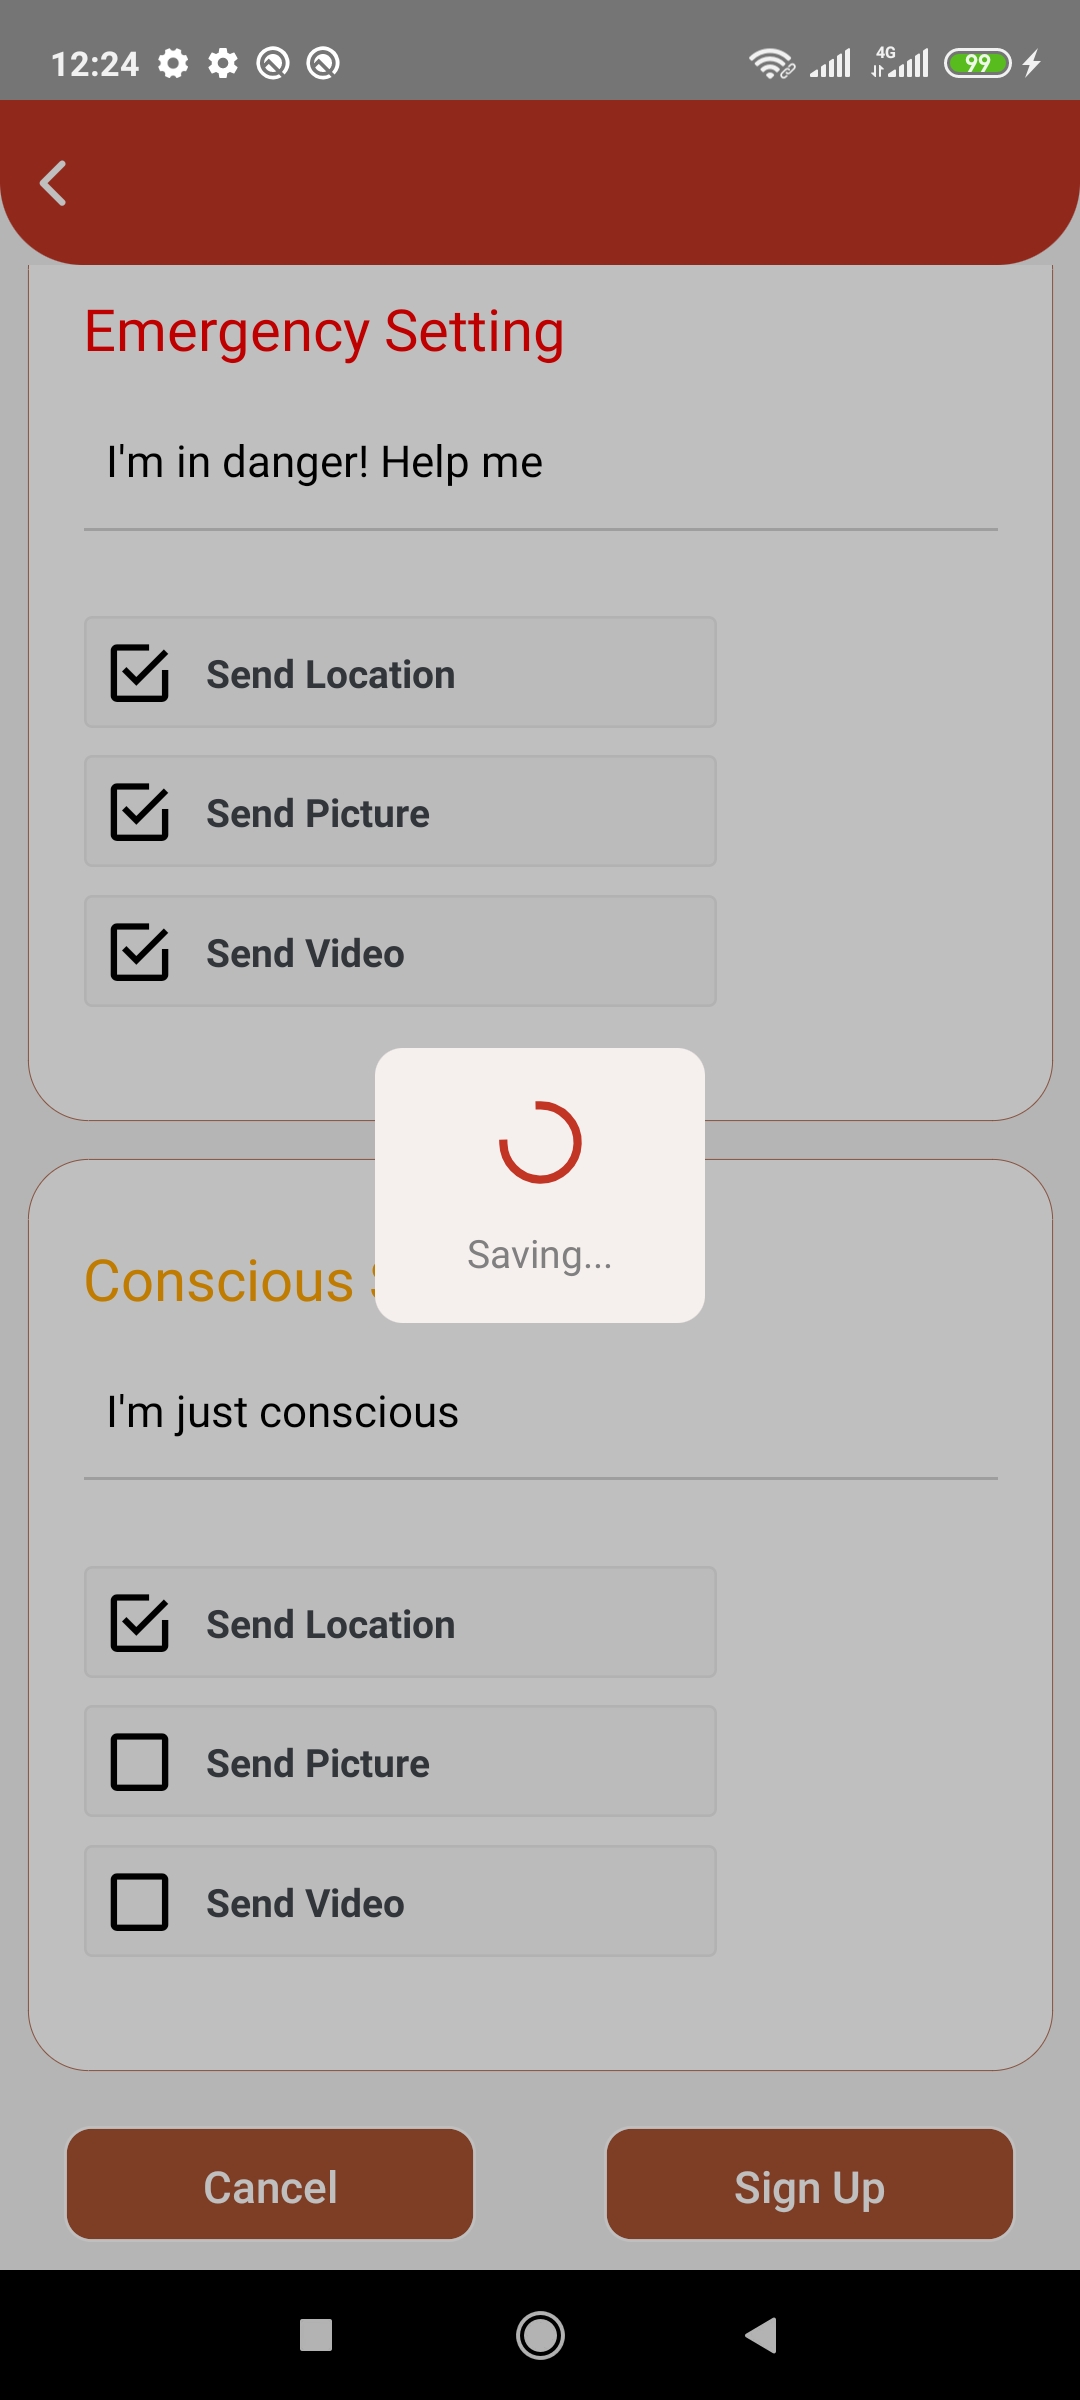 12:24
4G
99
Emergency Setting
I'm in danger! Help me
Send Location
Send Picture
Send Video
Saving...
Conscious
I'm just conscious
Send Location
Send Picture
Send Video
Cancel
Sign Up